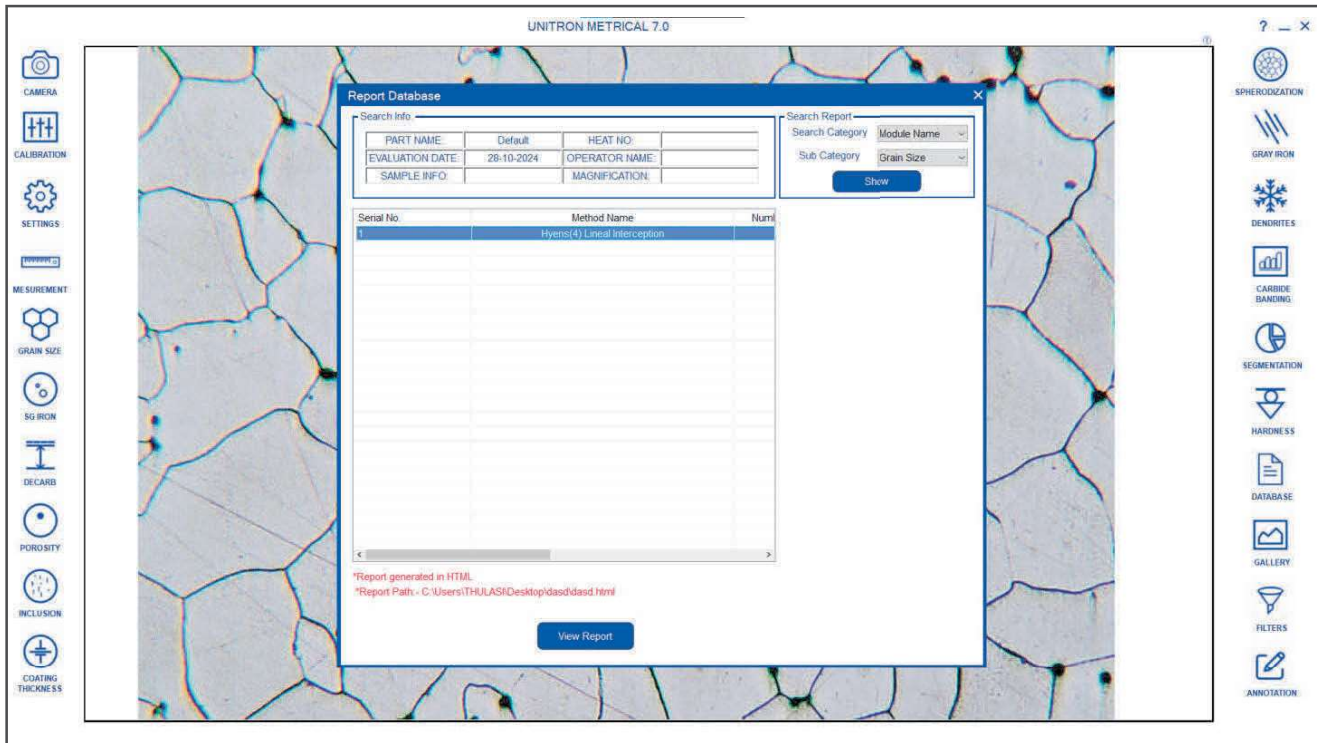 UNITRON METRICAL 7.0
? _ ×
CAMERA
CALIBRATION
SETTINGS
MESUREMENT
GRAIN SIZE
SG IRON
DECARB
POROSITY
INCLUSION
COATING
THICKNESS
Report Database
Search Info
PART NAME: Default HEAT NO:
EVALUATION DATE: 28-10-2024 OPERATOR NAME:
SAMPLE INFO: MAGNIFICATION:
Search Report
Search Category Module Name
Sub Category Grain Size
Show
Serial No. Method Name Numl
1 Hyens(4) Lineal Interception
*Report generated in HTML
*Report Path:- C:\Users\THULASI\Desktop\dasd\dasd.html
View Report
SPHERODIZATION
GRAY IRON
DENDRITES
CARBIDE
BANDING
SEGMENTATION
HARDNESS
DATABASE
GALLERY
FILTERS
ANNOTATION